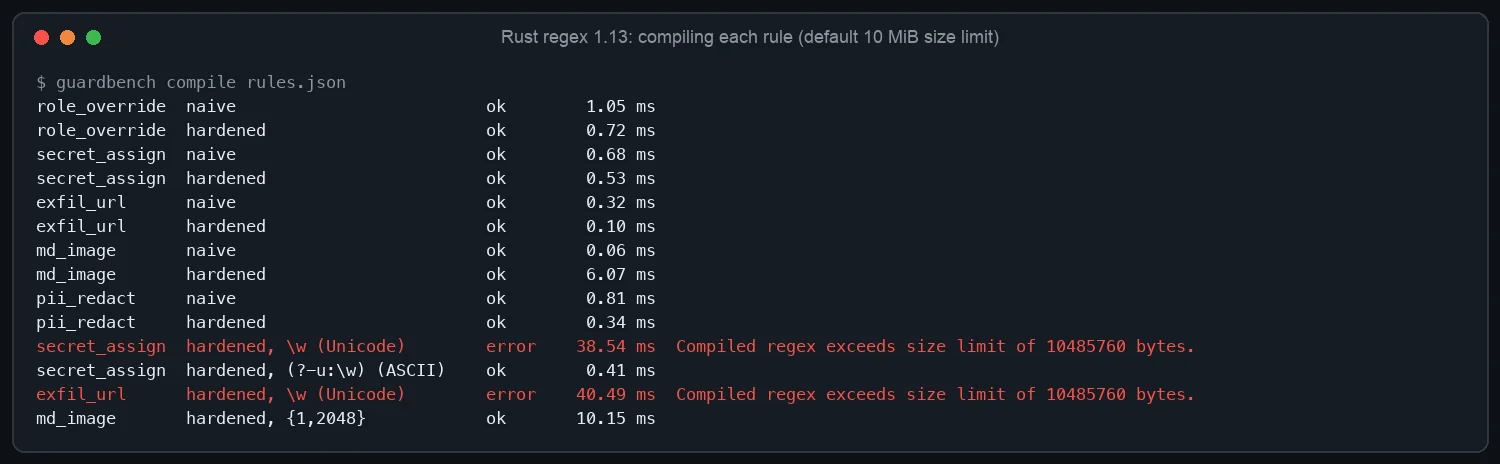 Rust regex 1.13: compiling each rule (default 10 MiB size limit)
$ guardbench compile rules.json
role_override  naive                         ok        1.05 ms
role_override  hardened                      ok        0.72 ms
secret_assign  naive                         ok        0.68 ms
secret_assign  hardened                      ok        0.53 ms
exfil_url      naive                         ok        0.32 ms
exfil_url      hardened                      ok        0.10 ms
md_image       naive                         ok        0.06 ms
md_image       hardened                      ok        6.07 ms
pii_redact     naive                         ok        0.81 ms
pii_redact     hardened                      ok        0.34 ms
secret_assign  hardened, \w (Unicode)        error    38.54 ms  Compiled regex exceeds size limit of 10485760 bytes.
secret_assign  hardened, (?-u:\w) (ASCII)    ok        0.41 ms
exfil_url      hardened, \w (Unicode)        error    40.49 ms  Compiled regex exceeds size limit of 10485760 bytes.
md_image       hardened, {1,2048}            ok       10.15 ms